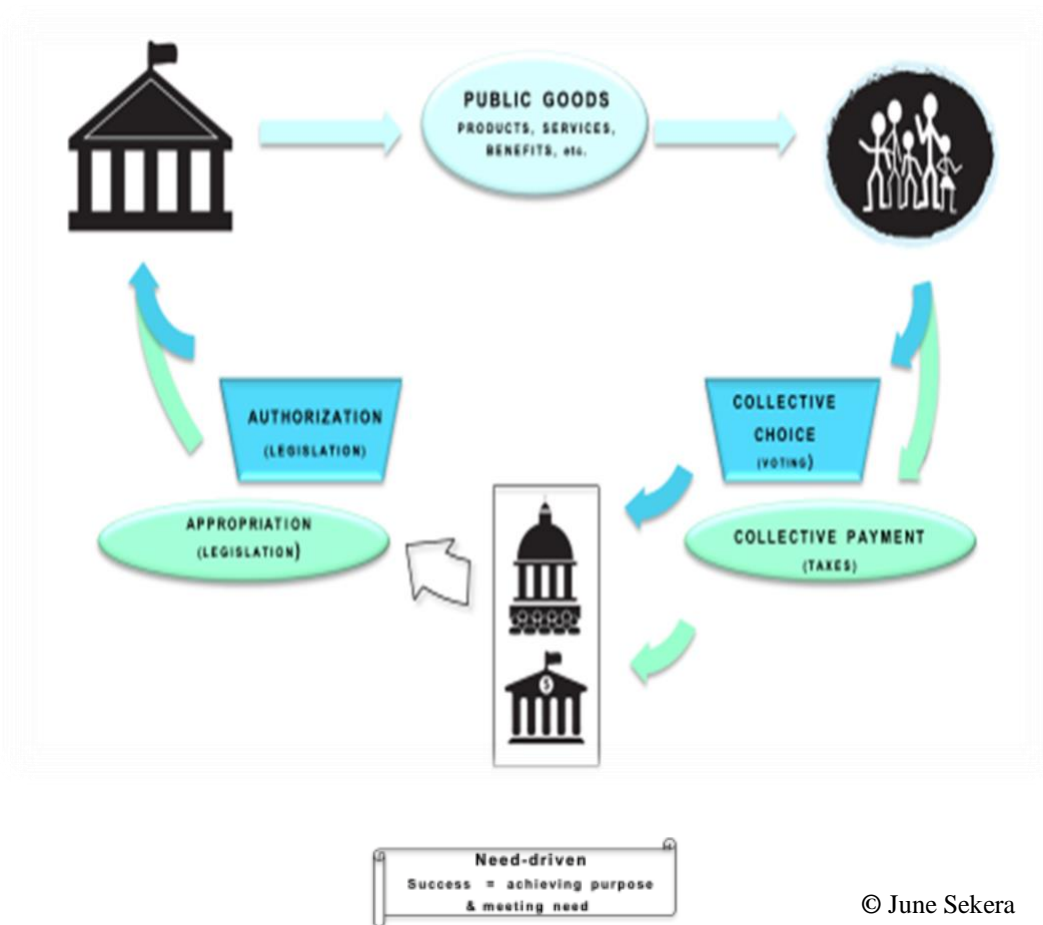 PUBLIC GOODS
PRODUCTS, SERVICES,
BENEFITS, etc.
AUTHORIZATION
(LEGISLATION)
COLLECTIVE
CHOICE
(VOTING)
APPROPRIATION
(LEGISLATION)
COLLECTIVE PAYMENT
(TAXES)
$
Need-driven
Success = achieving purpose
& meeting need
© June Sekera